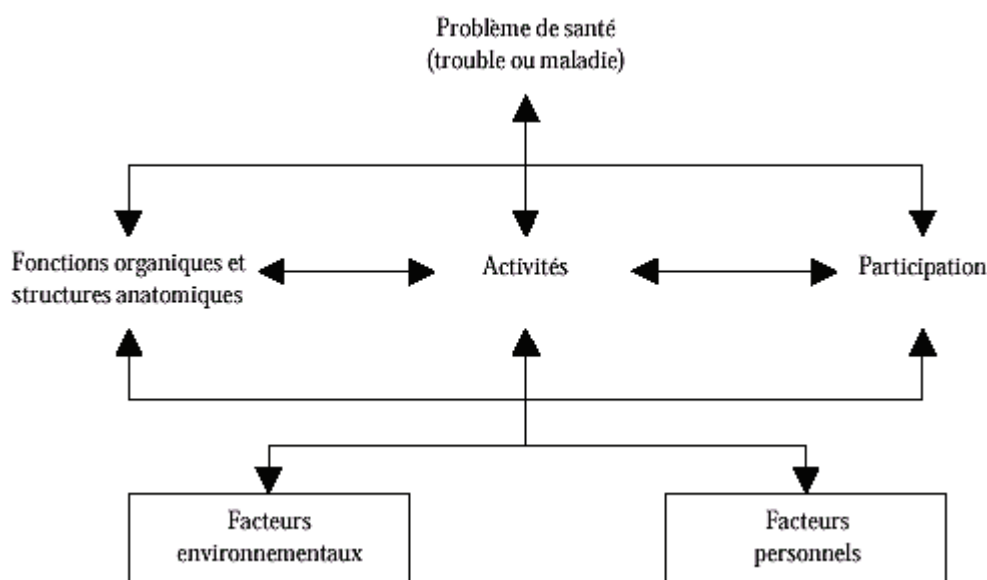 Problème de santé
(trouble ou maladie)
Fonctions organiques et
structures anatomiques
Activités
Participation
Facteurs
environnementaux
Facteurs
personnels